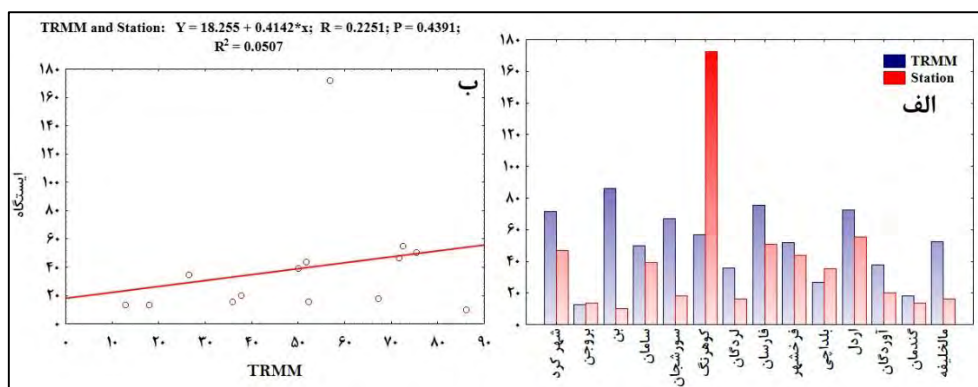 TRMM and Station: Y = 18.255 + 0.4142*x; R = 0.2251; P = 0.4391;
R² = 0.0507
ب
۱۸۰
۱۶۰
۱۴۰
۱۲۰
۱۰۰
۸۰
۶۰
۴۰
۲۰
۰
ایستگاه
۰ ۱۰ ۲۰ ۳۰ ۴۰ ۵۰ ۶۰ ۷۰ ۸۰ ۹۰
TRMM
TRMM
Station
الف
۱۸۰
۱۶۰
۱۴۰
۱۲۰
۱۰۰
۸۰
۶۰
۴۰
۲۰
۰
شهر کرد
بروجن
بن
سامان
سورشجان
کوهرنگ
لردگان
فارسان
فرخشهر
بلداچی
اردل
آوردگان
گندمان
مالخلیفه